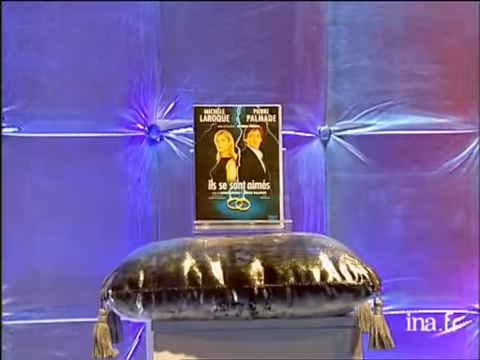 MICHÈLE PIERRE
LAROQUE PALMADE
ils se sont aimés
ina.fr